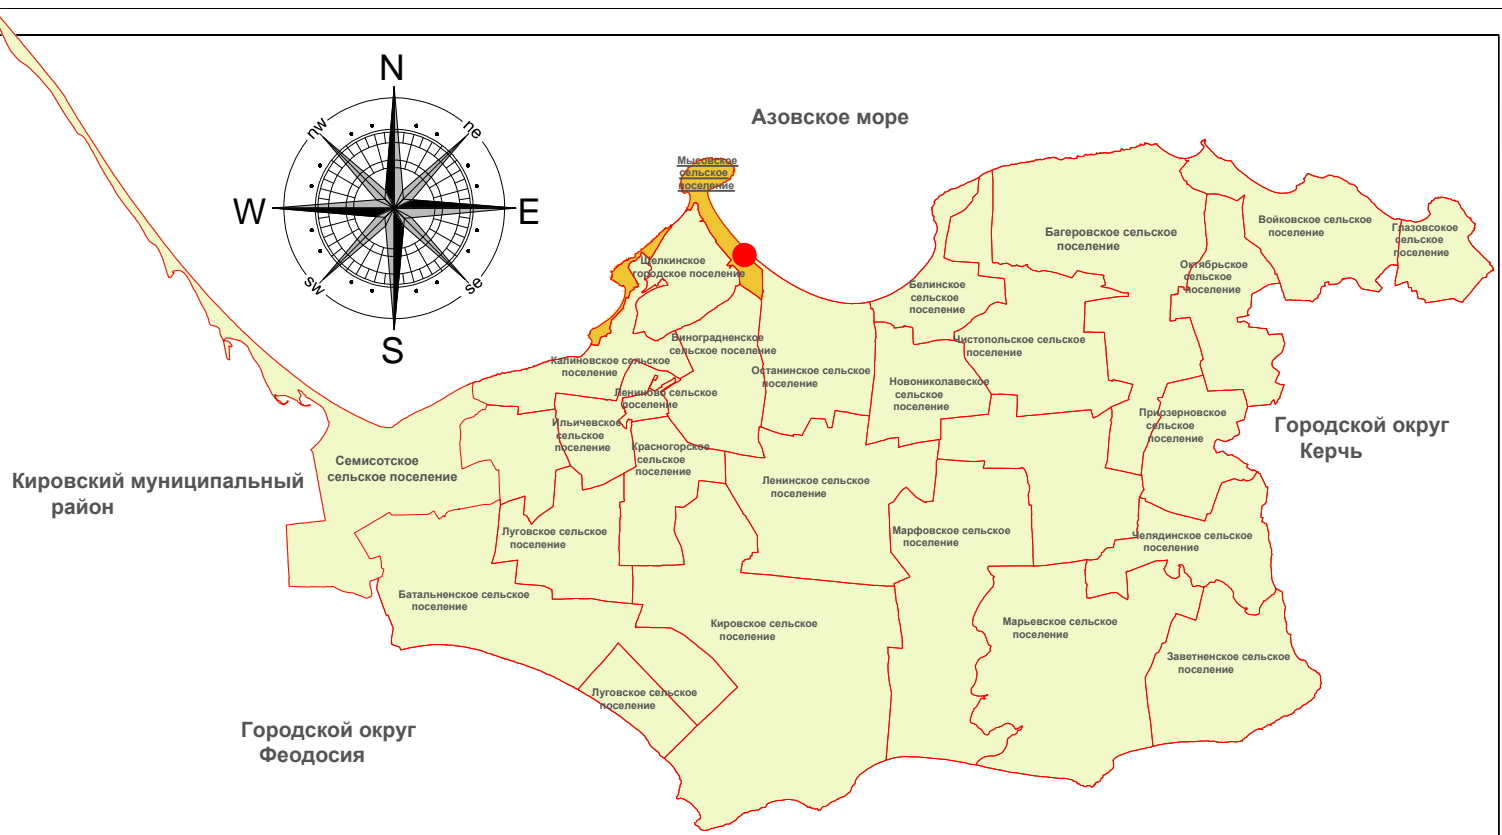 N
nw
ne
W
E
sw
se
S
Азовское море
Мысовское
сельское
поселение
Щелкинское
городское поселение
Багеровское сельское
поселение
Войковское сельское
поселение
Глазовсокое
сельское
поселение
Октябрьское
сельское
поселение
Белинское
сельское
поселение
Виноградненское
сельское поселение
Чистопольское сельское
поселение
Калиновское сельское
поселение
Останинское сельское
поселение
Новониколавеское
сельское
поселение
Лениново сельское
поселение
Ильичевское
сельское
поселение
Приозерновское
сельское
поселение
Городской округ
Керчь
Красногорское
сельское
поселение
Семисотское
сельское поселение
Кировский муниципальный
район
Ленинское сельское
поселение
Луговское сельское
поселение
Марфовское сельское
поселение
Челядинское сельское
поселение
Батальненское сельское
поселение
Кировское сельское
поселение
Марьевское сельское
поселение
Заветненское сельское
поселение
Луговское сельское
поселение
Городской округ
Феодосия